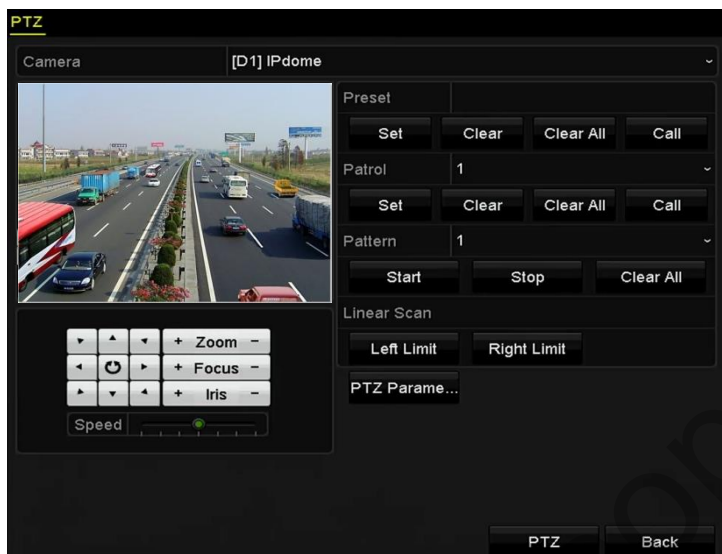 PTZ
Camera [D1] IPdome
Preset
Set Clear Clear All Call
Patrol 1
Set Clear Clear All Call
Pattern 1
Start Stop Clear All
Linear Scan
Left Limit Right Limit
PTZ Parame...
+ Zoom -
+ Focus -
+ Iris -
Speed
PTZ Back